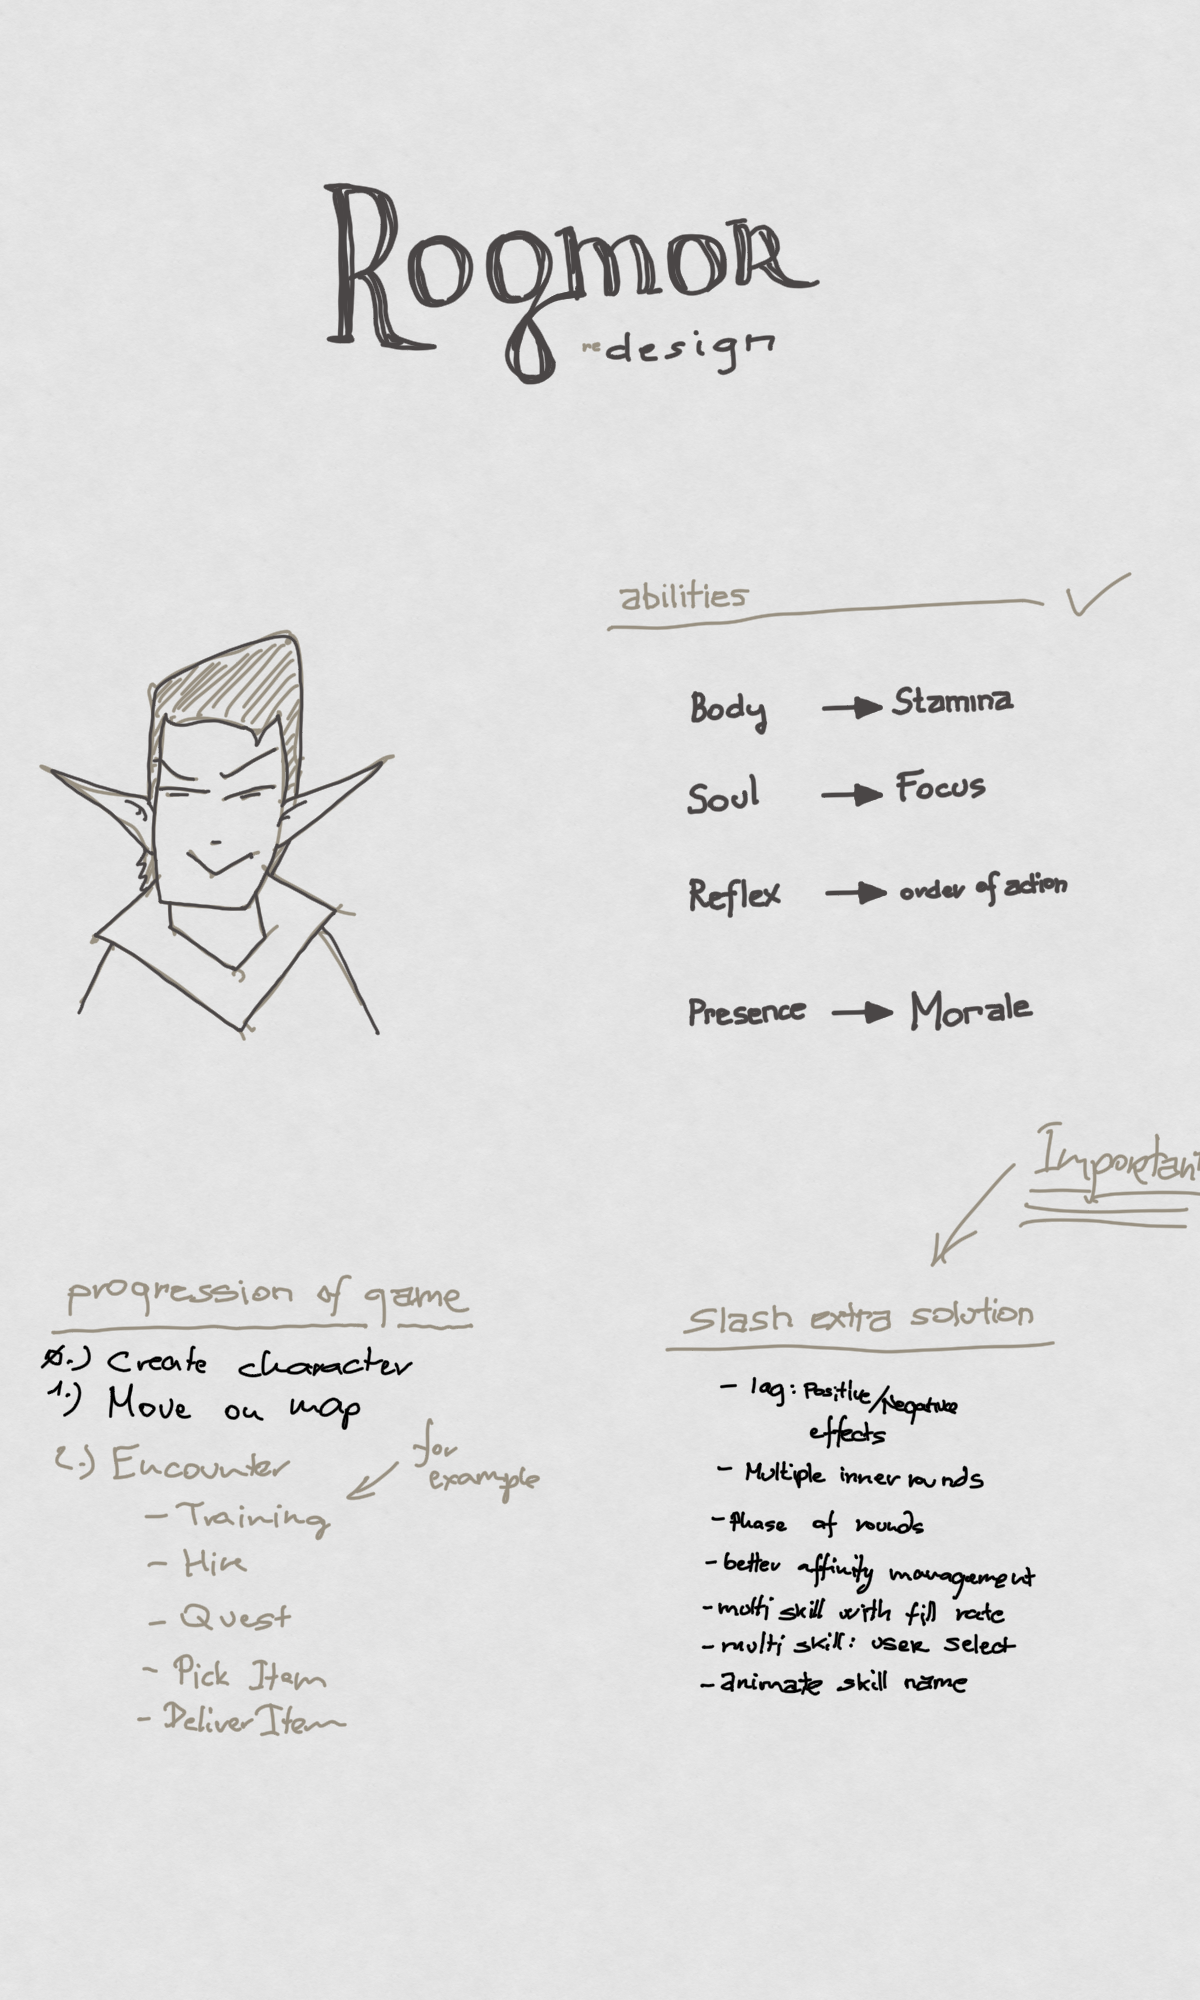 Rogmor
redesign
abilities
Body → Stamina
Soul → Focus
Reflex → order of action
Presence → Morale
Important
progression of game
0.) Create character
1.) Move on map
2.) Encounter
for
example
- Training
- Hire
- Quest
- Pick Item
- Deliver Item
Slash extra solution
- lag: Positive/Negative
effects
- Multiple inner rounds
- Phase of rounds
- better affinity management
- multi skill with fill rate
- multi skill: user select
- animate skill name